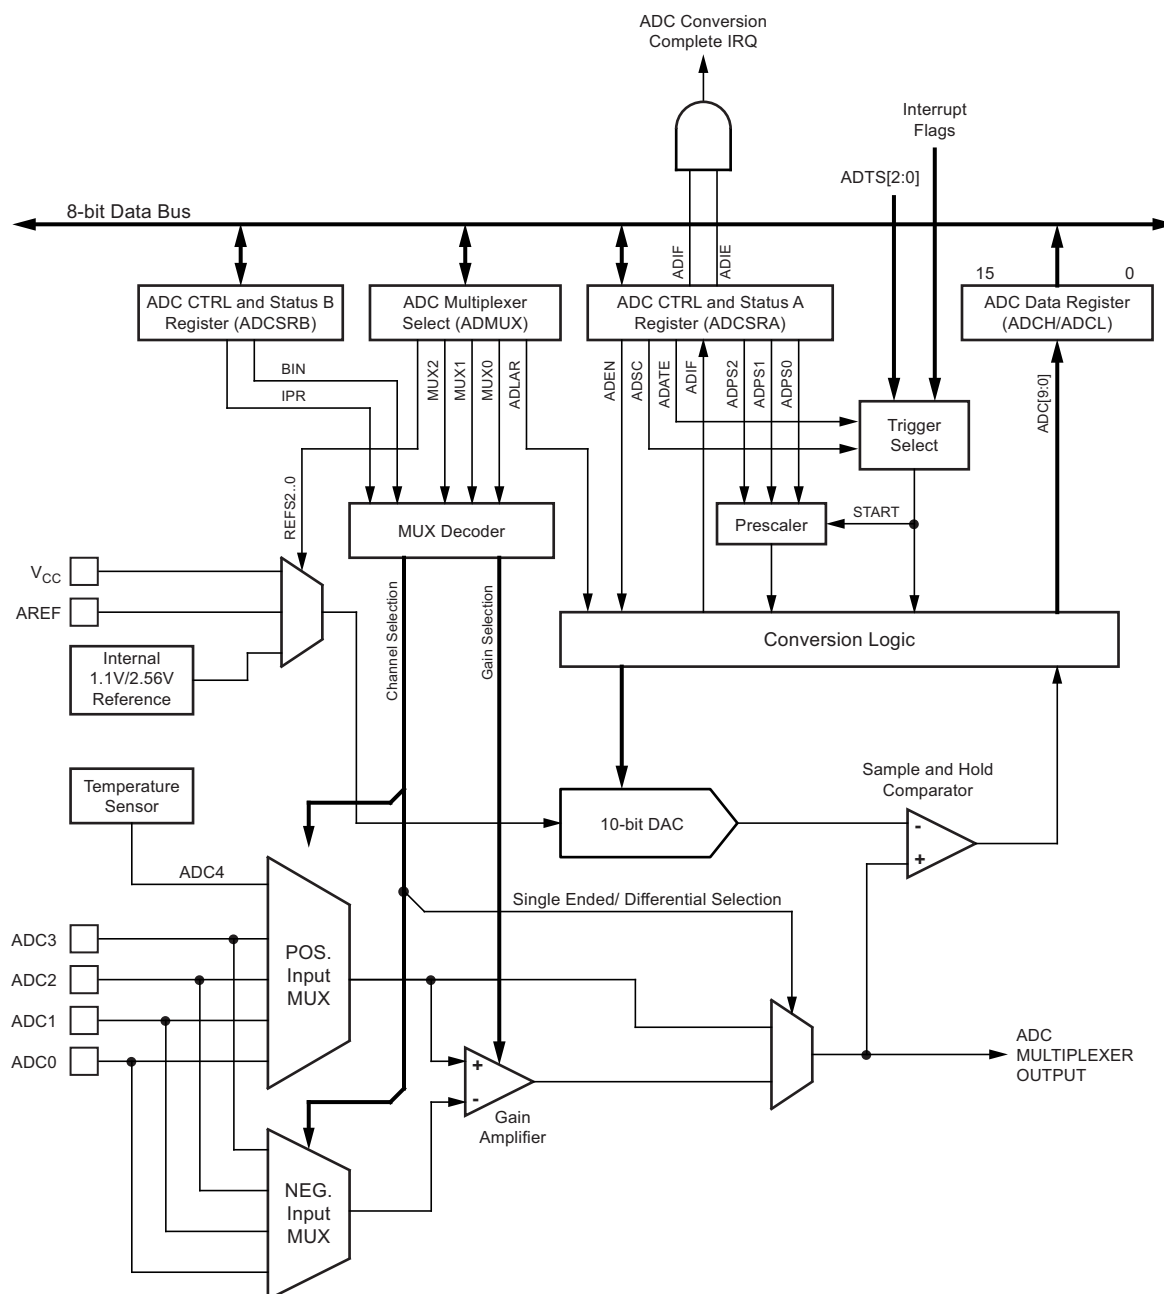 ADC Conversion
Complete IRQ
Interrupt
Flags
ADTS[2:0]
8-bit Data Bus
ADIF
ADIE
15
0
ADC CTRL and Status B
Register (ADCSRB)
ADC Multiplexer
Select (ADMUX)
ADC CTRL and Status A
Register (ADCSRA)
ADC Data Register
(ADCH/ADCL)
BIN
IPR
MUX2
MUX1
MUX0
ADLAR
ADEN
ADSC
ADATE
ADIF
ADPS2
ADPS1
ADPS0
ADC[9:0]
Trigger
Select
REFS2..0
MUX Decoder
Prescaler
START
VCC
AREF
Internal
1.1V/2.56V
Reference
Channel Selection
Gain Selection
Conversion Logic
Temperature
Sensor
Sample and Hold
Comparator
10-bit DAC
-
+
ADC4
Single Ended/ Differential Selection
ADC3
ADC2
ADC1
ADC0
POS.
Input
MUX
+
-
Gain
Amplifier
ADC
MULTIPLEXER
OUTPUT
NEG.
Input
MUX